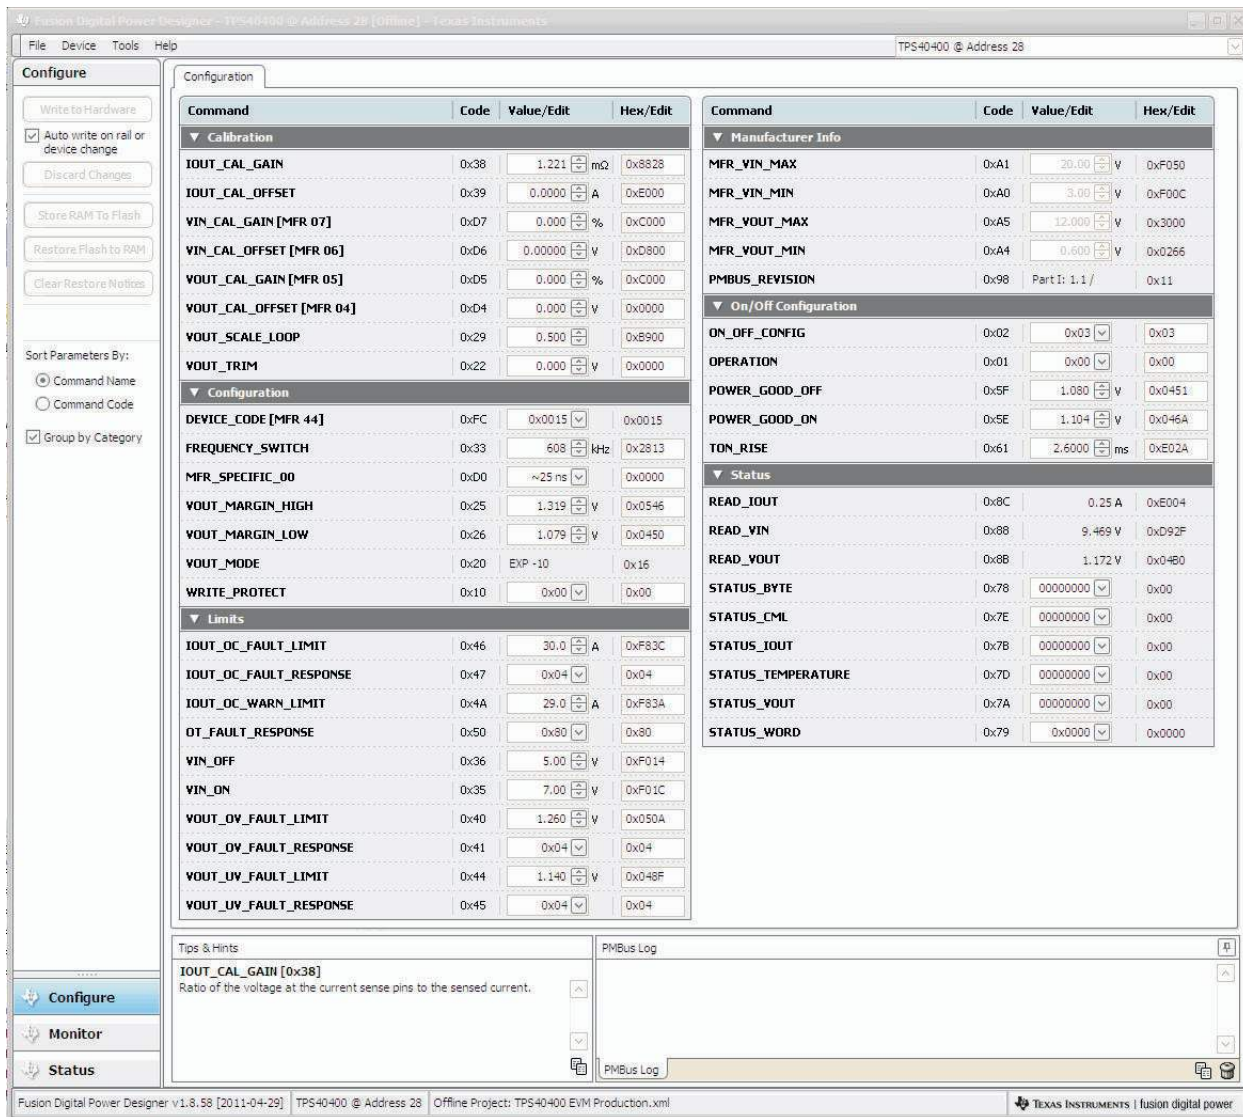 Fusion Digital Power Designer - TPS40400 @ Address 28 [Offline] - Texas Instruments
File Device Tools Help
TPS40400 @ Address 28
Configure
Write to Hardware
Auto write on rail or
device change
Discard Changes
Store RAM To Flash
Restore Flash to RAM
Clear Restore Notices
Sort Parameters By:
Command Name
Command Code
Group by Category
Configuration
Command Code Value/Edit Hex/Edit
▼ Calibration
IOUT_CAL_GAIN 0x38 1.221 mΩ 0x8828
IOUT_CAL_OFFSET 0x39 0.0000 A 0xE000
VIN_CAL_GAIN [MFR 07] 0xD7 0.000 % 0xC000
VIN_CAL_OFFSET [MFR 06] 0xD6 0.00000 V 0xD800
VOUT_CAL_GAIN [MFR 05] 0xD5 0.000 % 0xC000
VOUT_CAL_OFFSET [MFR 04] 0xD4 0.000 V 0x0000
VOUT_SCALE_LOOP 0x29 0.500 0xB900
VOUT_TRIM 0x22 0.000 V 0x0000
▼ Configuration
DEVICE_CODE [MFR 44] 0xFC 0x0015 0x0015
FREQUENCY_SWITCH 0x33 608 kHz 0x2813
MFR_SPECIFIC_00 0xD0 ~25 ns 0x0000
VOUT_MARGIN_HIGH 0x25 1.319 V 0x0546
VOUT_MARGIN_LOW 0x26 1.079 V 0x0450
VOUT_MODE 0x20 EXP -10 0x16
WRITE_PROTECT 0x10 0x00 0x00
▼ Limits
IOUT_OC_FAULT_LIMIT 0x46 30.0 A 0xF83C
IOUT_OC_FAULT_RESPONSE 0x47 0x04 0x04
IOUT_OC_WARN_LIMIT 0x4A 29.0 A 0xF83A
OT_FAULT_RESPONSE 0x50 0x80 0x80
VIN_OFF 0x36 5.00 V 0xF014
VIN_ON 0x35 7.00 V 0xF01C
VOUT_OV_FAULT_LIMIT 0x40 1.260 V 0x050A
VOUT_OV_FAULT_RESPONSE 0x41 0x04 0x04
VOUT_UV_FAULT_LIMIT 0x44 1.140 V 0x048F
VOUT_UV_FAULT_RESPONSE 0x45 0x04 0x04
Command Code Value/Edit Hex/Edit
▼ Manufacturer Info
MFR_VIN_MAX 0xA1 20.00 V 0xF050
MFR_VIN_MIN 0xA0 3.00 V 0xF00C
MFR_VOUT_MAX 0xA5 12.000 V 0x3000
MFR_VOUT_MIN 0xA4 0.600 V 0x0266
PMBUS_REVISION 0x98 Part I: 1.1 / 0x11
▼ On/Off Configuration
ON_OFF_CONFIG 0x02 0x03 0x03
OPERATION 0x01 0x00 0x00
POWER_GOOD_OFF 0x5F 1.080 V 0x0451
POWER_GOOD_ON 0x5E 1.104 V 0x046A
TON_RISE 0x61 2.6000 ms 0xE02A
▼ Status
READ_IOUT 0x8C 0.25 A 0xE004
READ_VIN 0x88 9.469 V 0xD92F
READ_VOUT 0x8B 1.172 V 0x04B0
STATUS_BYTE 0x78 00000000 0x00
STATUS_CML 0x7E 00000000 0x00
STATUS_IOUT 0x7B 00000000 0x00
STATUS_TEMPERATURE 0x7D 00000000 0x00
STATUS_VOUT 0x7A 00000000 0x00
STATUS_WORD 0x79 0x0000 0x0000
Tips & Hints
IOUT_CAL_GAIN [0x38]
Ratio of the voltage at the current sense pins to the sensed current.
PMBus Log
PMBus Log
Configure
Monitor
Status
Fusion Digital Power Designer v1.8.58 [2011-04-29] TPS40400 @ Address 28 Offline Project: TPS40400 EVM Production.xml TEXAS INSTRUMENTS | fusion digital power